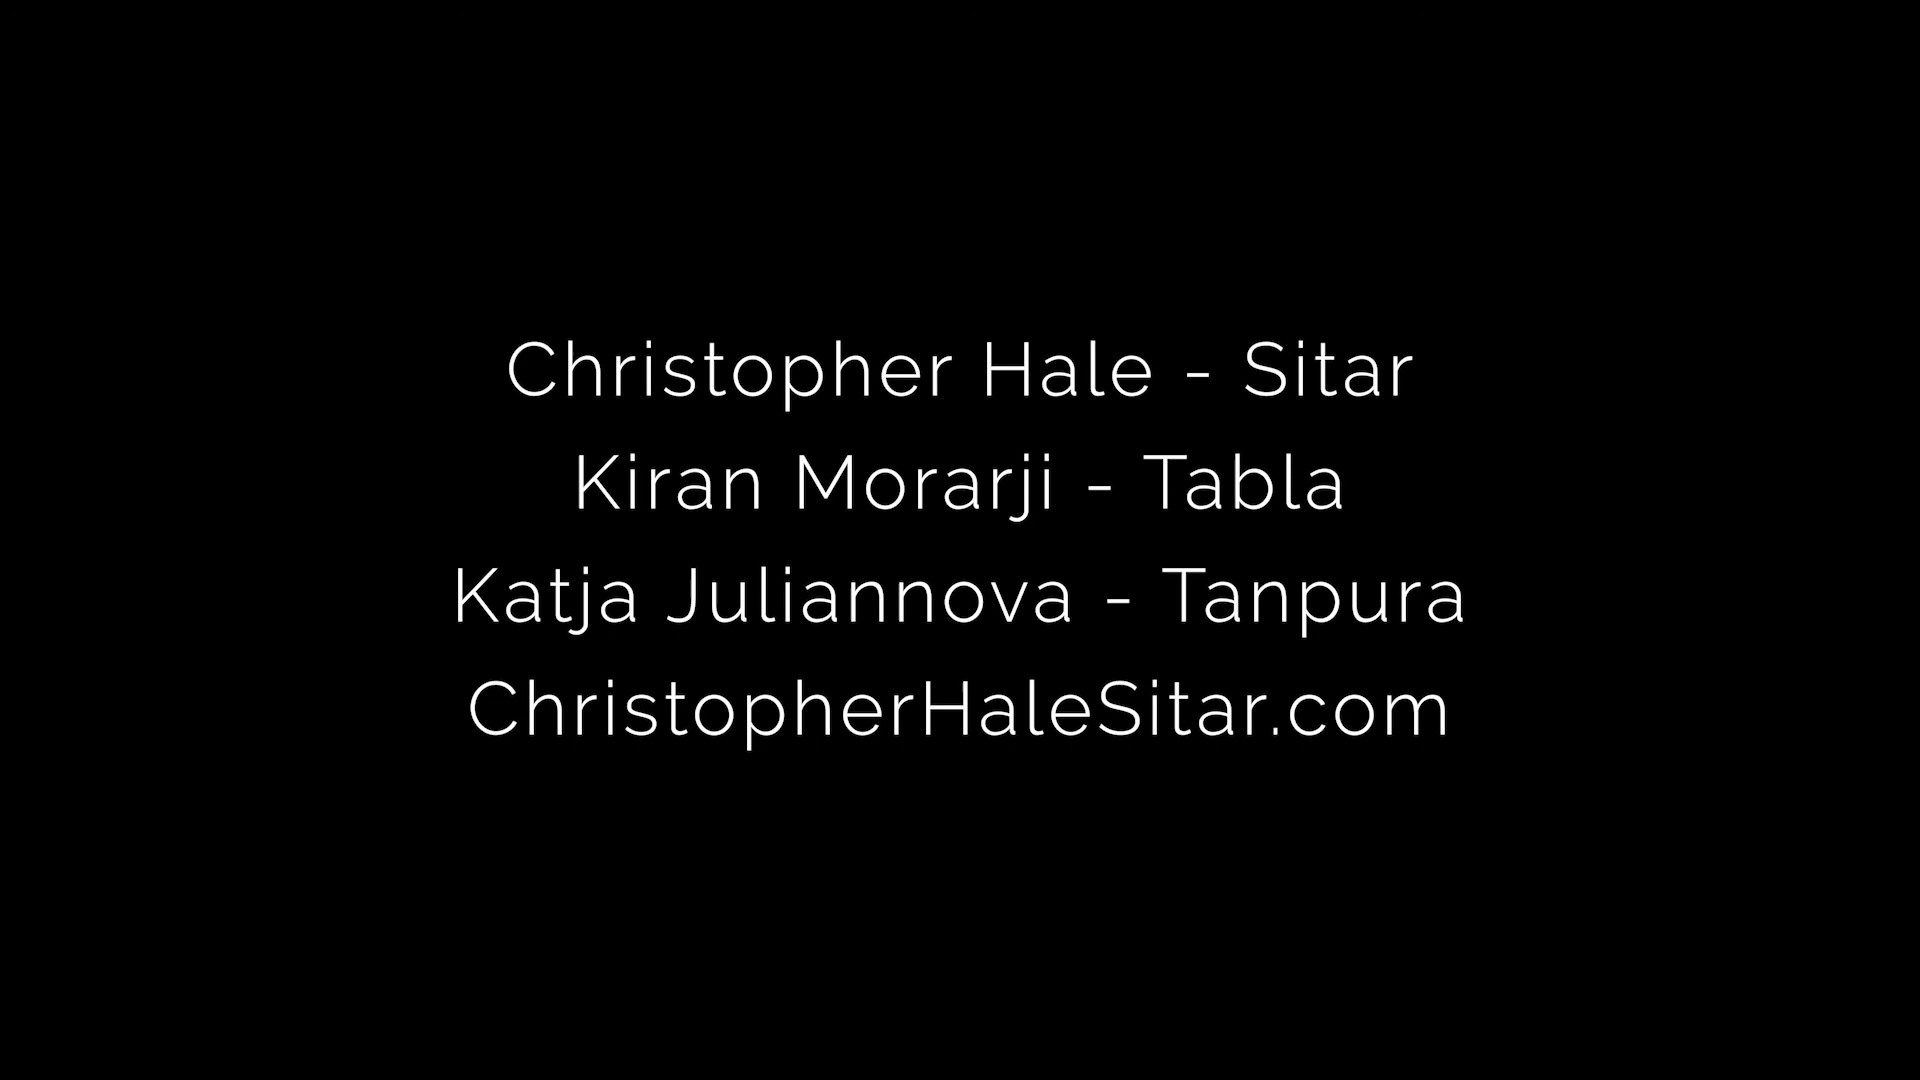 Christopher Hale - Sitar
Kiran Morarji - Tabla
Katja Juliannova - Tanpura
ChristopherHaleSitar.com